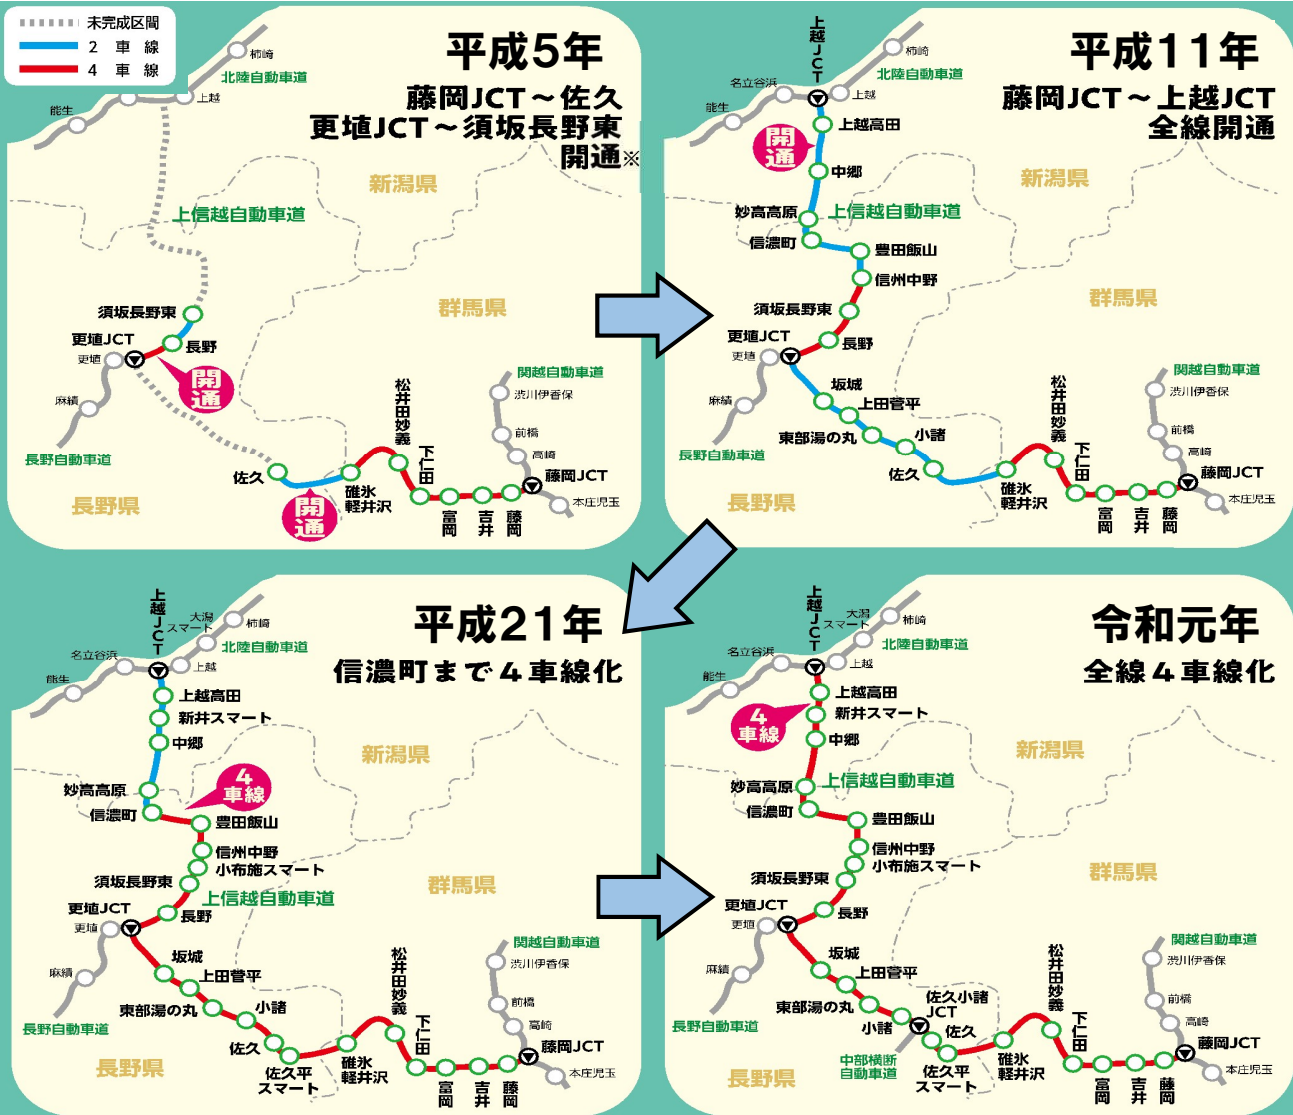 未完成区間
2 車 線
4 車 線
平成5年
藤岡JCT～佐久
更埴JCT～須坂長野東
開通※
柿崎
北陸自動車道
上越
能生
新潟県
上信越自動車道
群馬県
須坂長野東
更埴JCT
更埴
長野
開通
麻績
長野自動車道
長野県
佐久
開通
碓氷軽井沢
松井田妙義
下仁田
富岡
吉井
藤岡
藤岡JCT
本庄児玉
高崎
前橋
渋川伊香保
関越自動車道
平成11年
藤岡JCT～上越JCT
全線開通
上越JCT
柿崎
北陸自動車道
名立谷浜
上越
能生
上越高田
開通
中郷
新潟県
妙高高原
上信越自動車道
信濃町
豊田飯山
信州中野
群馬県
須坂長野東
更埴JCT
更埴
長野
麻績
坂城
上田菅平
東部湯の丸
小諸
長野自動車道
佐久
長野県
碓氷軽井沢
松井田妙義
下仁田
富岡
吉井
藤岡
藤岡JCT
本庄児玉
高崎
前橋
渋川伊香保
関越自動車道
平成21年
信濃町まで4車線化
上越JCT
大潟スマート
柿崎
北陸自動車道
名立谷浜
上越
能生
上越高田
新井スマート
中郷
新潟県
妙高高原
4車線
信濃町
豊田飯山
信州中野
小布施スマート
須坂長野東
上信越自動車道
群馬県
更埴JCT
更埴
長野
麻績
坂城
上田菅平
東部湯の丸
小諸
長野自動車道
佐久
長野県
佐久平スマート
碓氷軽井沢
松井田妙義
下仁田
富岡
吉井
藤岡
藤岡JCT
本庄児玉
高崎
前橋
渋川伊香保
関越自動車道
令和元年
全線4車線化
上越JCT
大潟スマート
柿崎
北陸自動車道
名立谷浜
上越
能生
上越高田
4車線
新井スマート
中郷
新潟県
妙高高原
上信越自動車道
信濃町
豊田飯山
信州中野
小布施スマート
須坂長野東
群馬県
更埴JCT
更埴
長野
麻績
坂城
上田菅平
東部湯の丸
佐久小諸JCT
小諸
長野自動車道
佐久
中部横断自動車道
長野県
佐久平スマート
碓氷軽井沢
松井田妙義
下仁田
富岡
吉井
藤岡
藤岡JCT
本庄児玉
高崎
前橋
渋川伊香保
関越自動車道